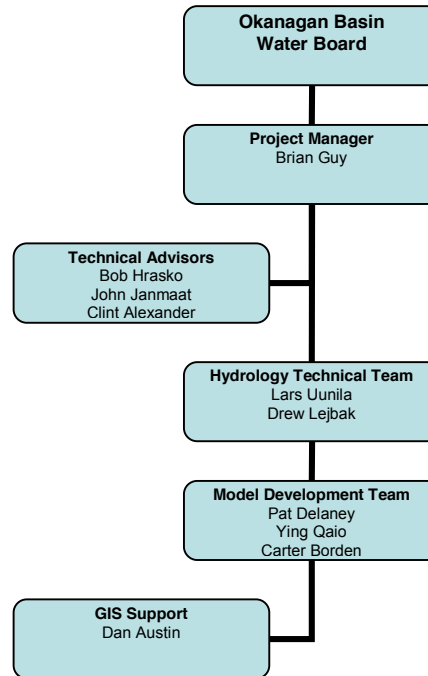 Okanagan Basin
Water Board
Project Manager
Brian Guy
Technical Advisors
Bob Hrasko
John Janmaat
Clint Alexander
Hydrology Technical Team
Lars Uunila
Drew Lejbak
Model Development Team
Pat Delaney
Ying Qaio
Carter Borden
GIS Support
Dan Austin